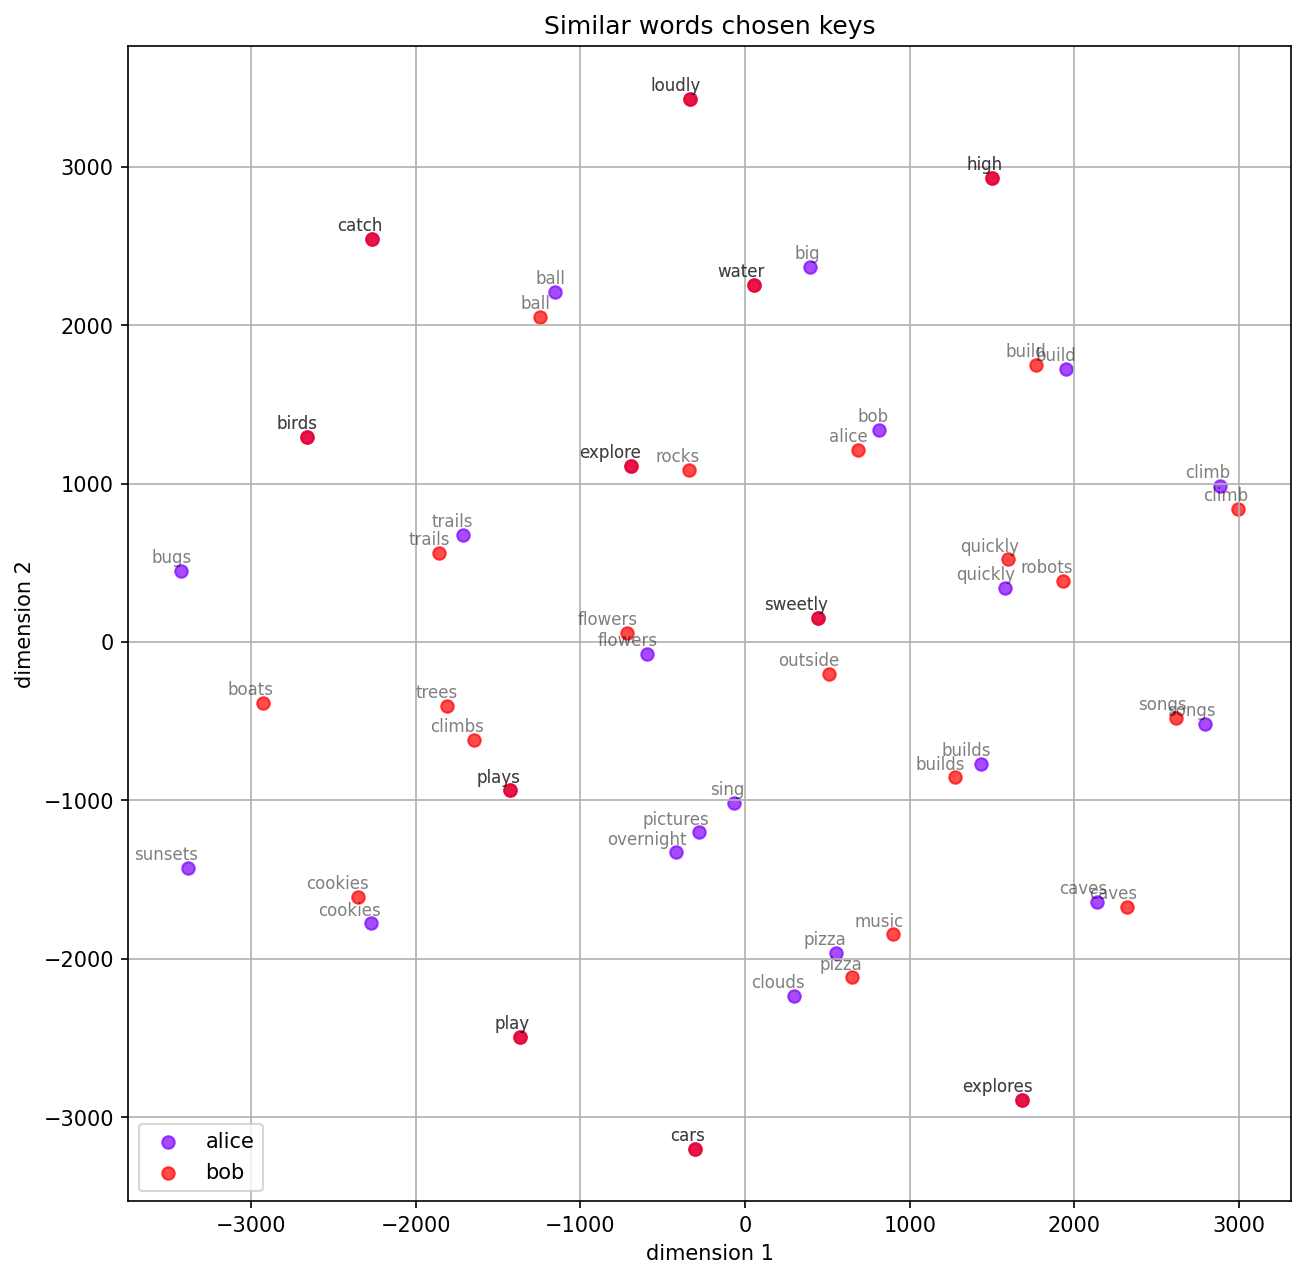 Similar words chosen keys
loudly
3000
high
catch
big
water
ball
ball
2000
build
build
bob
birds
alice
explore
rocks
1000
climb
climb
trails
trails
quickly
bugs
robots
quickly
sweetly
flowers
0
flowers
dimension 2
outside
boats
trees
songs
songs
climbs
builds
builds
plays
−1000
sing
pictures
overnight
sunsets
cookies
caves
caves
cookies
music
pizza
−2000
pizza
clouds
play
explores
−3000
cars
alice
bob
−3000
−2000
−1000
0
1000
2000
3000
dimension 1